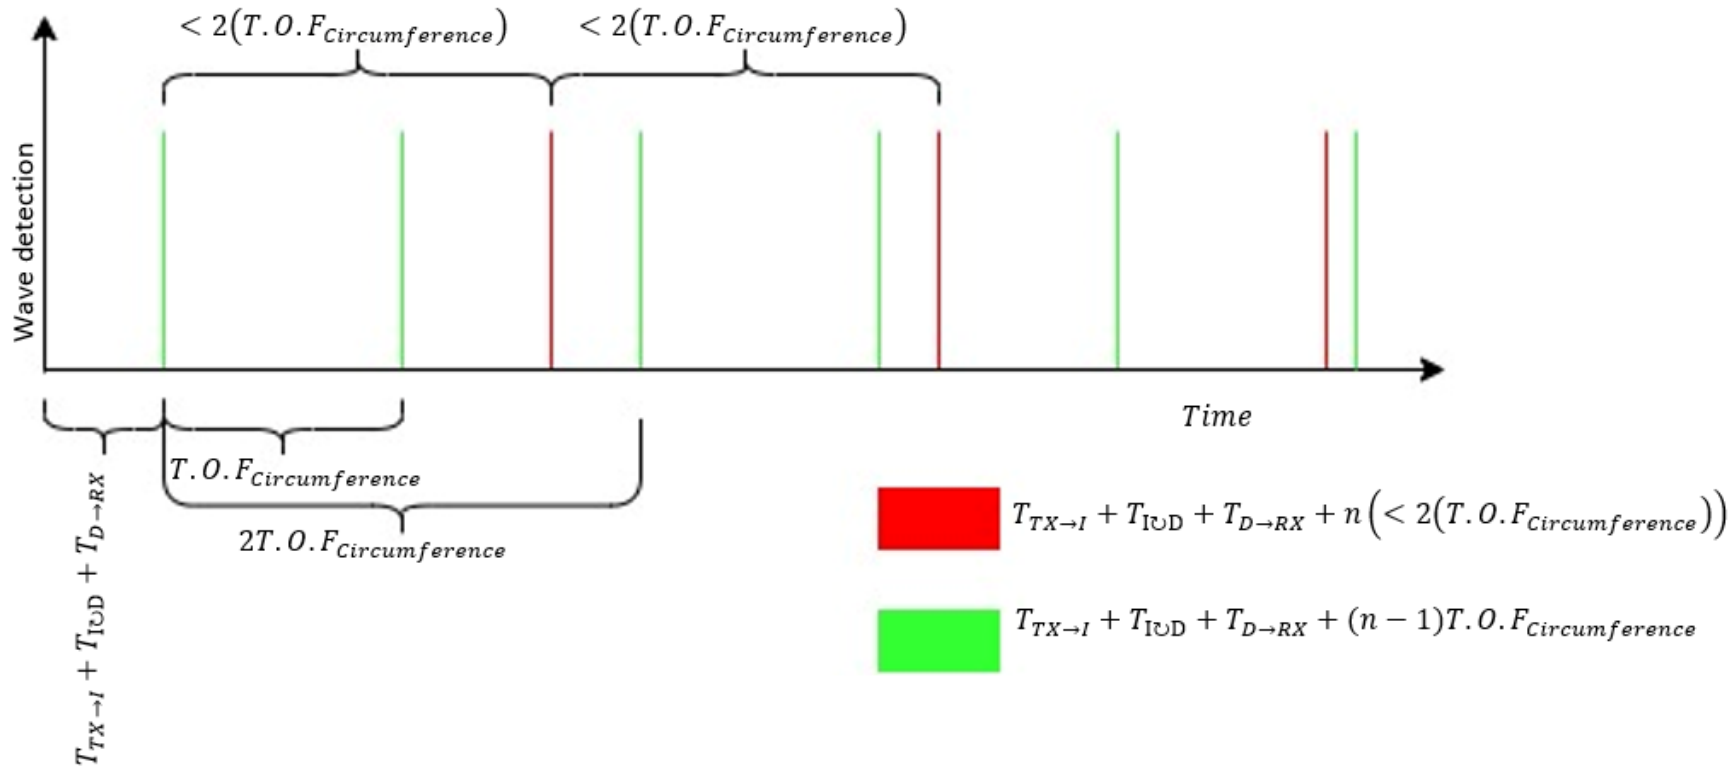 < 2(T.O.F_Circumference)
< 2(T.O.F_Circumference)
Wave detection
Time
T.O.F_Circumference
2T.O.F_Circumference
T_TX→I + T_I↻D + T_D→RX
T_TX→I + T_I↻D + T_D→RX + n(< 2(T.O.F_Circumference))
T_TX→I + T_I↻D + T_D→RX + (n − 1)T.O.F_Circumference